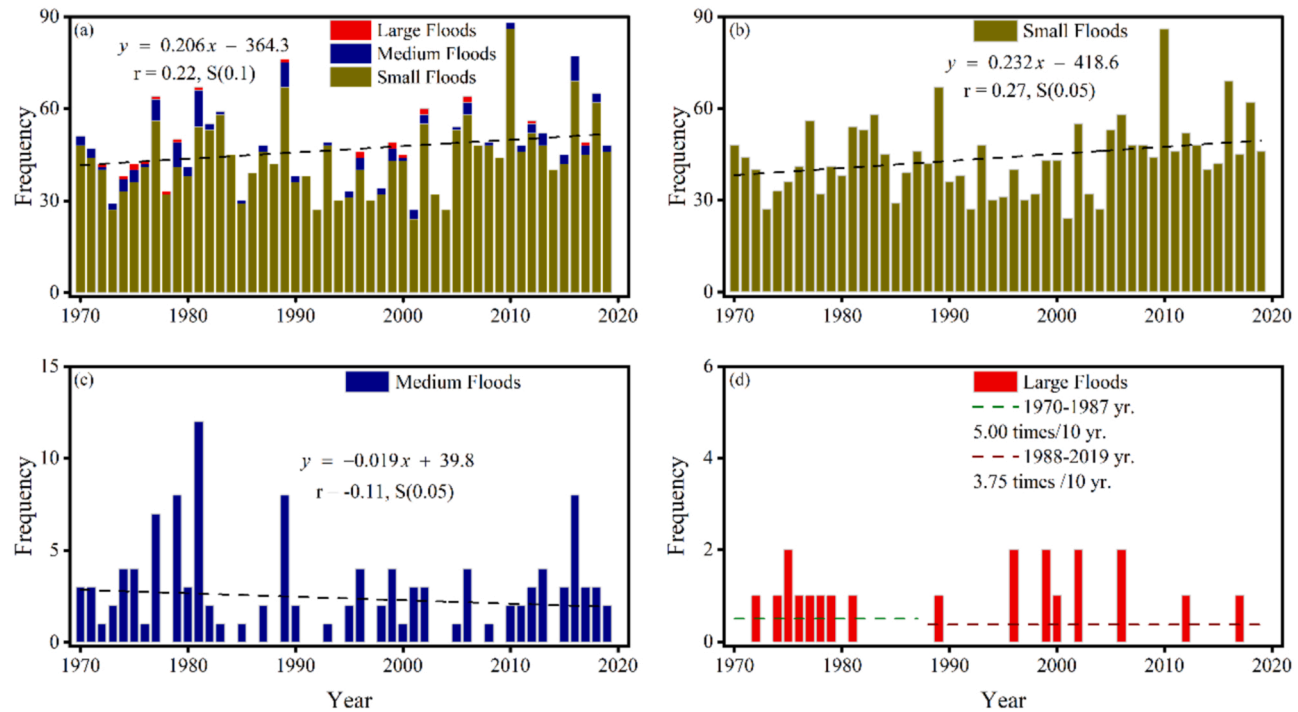 (a)
Large Floods
Medium Floods
Small Floods
y = 0.206x − 364.3
r = 0.22, S(0.1)
Frequency
90
60
30
0
1970
1980
1990
2000
2010
2020
(b)
Small Floods
y = 0.232x − 418.6
r = 0.27, S(0.05)
Frequency
90
60
30
0
1970
1980
1990
2000
2010
2020
(c)
Medium Floods
y = −0.019x + 39.8
r – -0.11, S(0.05)
Frequency
15
10
5
0
1970
1980
1990
2000
2010
2020
Year
(d)
Large Floods
1970-1987 yr.
5.00 times/10 yr.
1988-2019 yr.
3.75 times /10 yr.
Frequency
6
4
2
0
1970
1980
1990
2000
2010
2020
Year